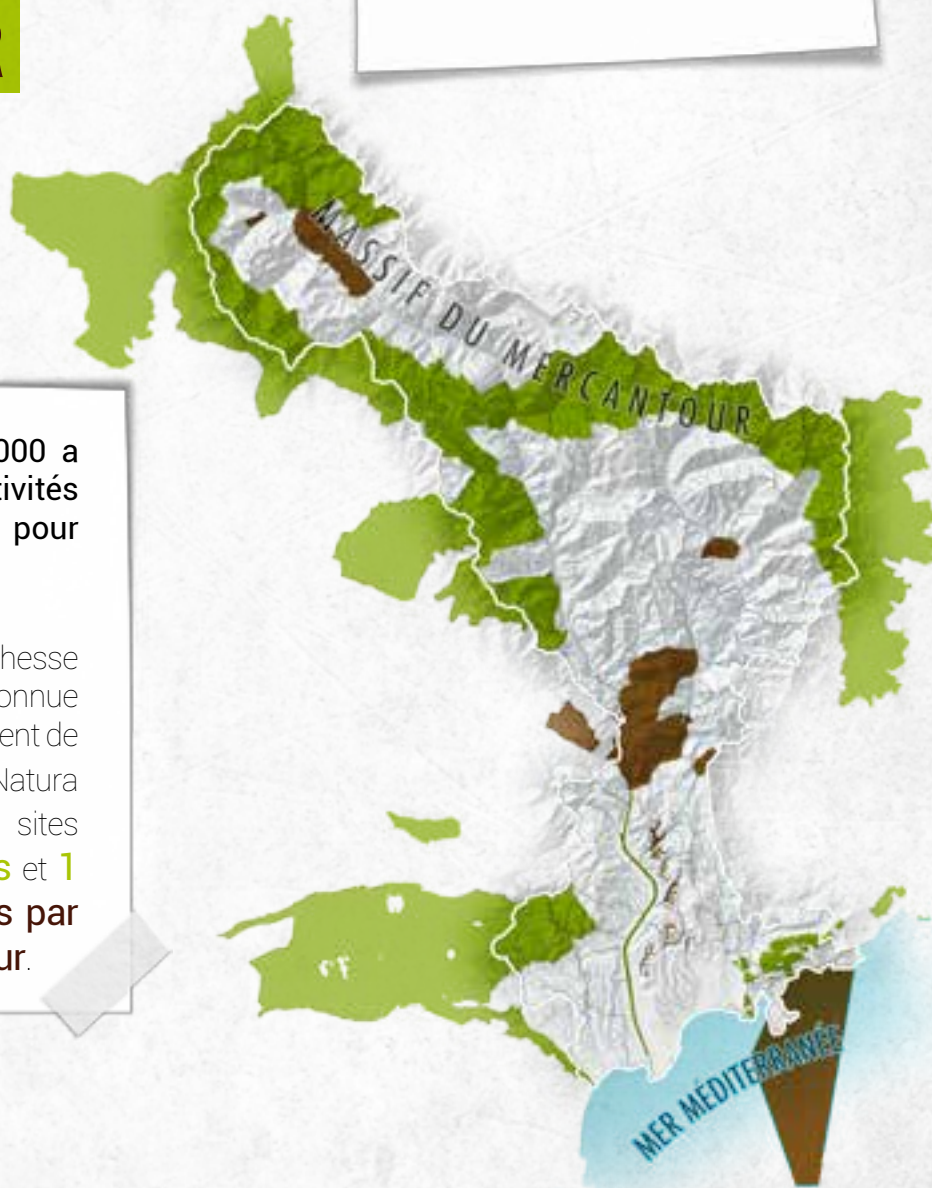 R
MASSIF DU MERCANTOUR
000 a
tivités
pour
hesse
onnue
ent de
Natura
sites
s et 1
s par
ur.
MER MÉDITERRANÉE